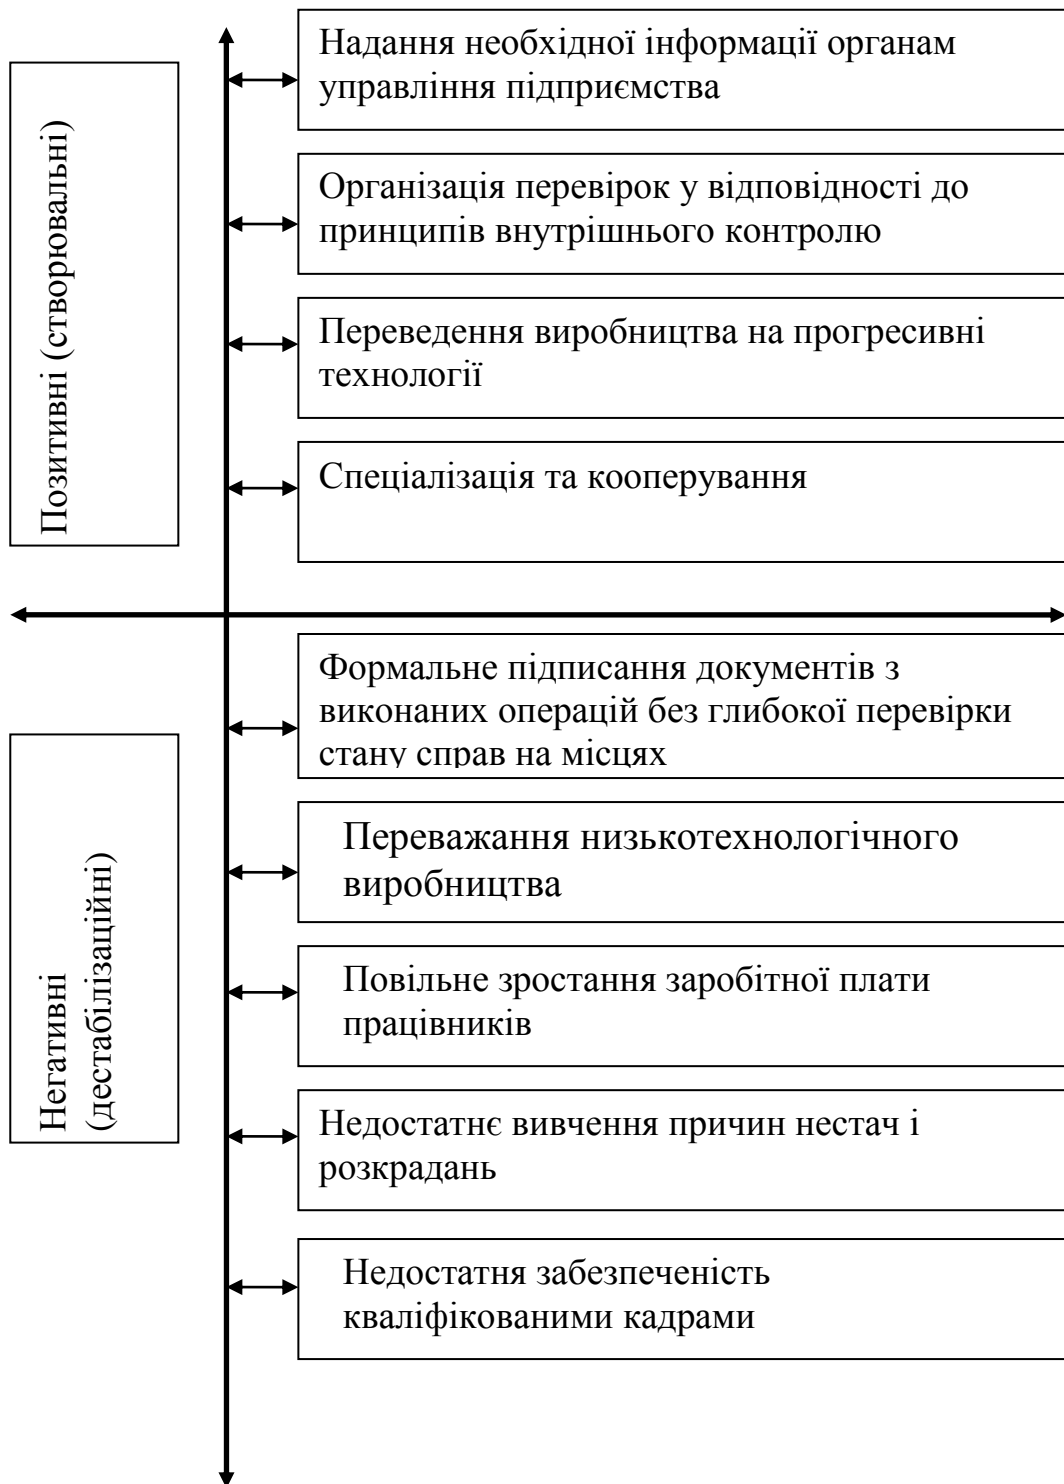 Позитивні (створювальні)
Надання необхідної інформації органам
управління підприємства
Організація перевірок у відповідності до
принципів внутрішнього контролю
Переведення виробництва на прогресивні
технології
Спеціалізація та кооперування
Негативні
(дестабілізаційні)
Формальне підписання документів з
виконаних операцій без глибокої перевірки
стану справ на місцях
Переважання низькотехнологічного
виробництва
Повільне зростання заробітної плати
працівників
Недостатнє вивчення причин нестач і
розкрадань
Недостатня забезпеченість
кваліфікованими кадрами